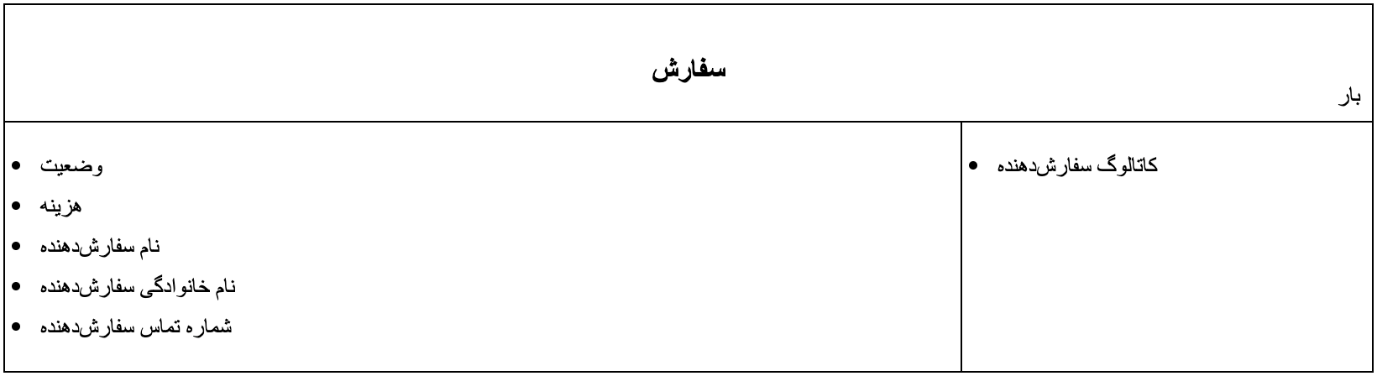 سفارش
بار
وضعیت
هزینه
نام سفارش‌دهنده
نام خانوادگی سفارش‌دهنده
شماره تماس سفارش‌دهنده
کاتالوگ سفارش‌دهنده